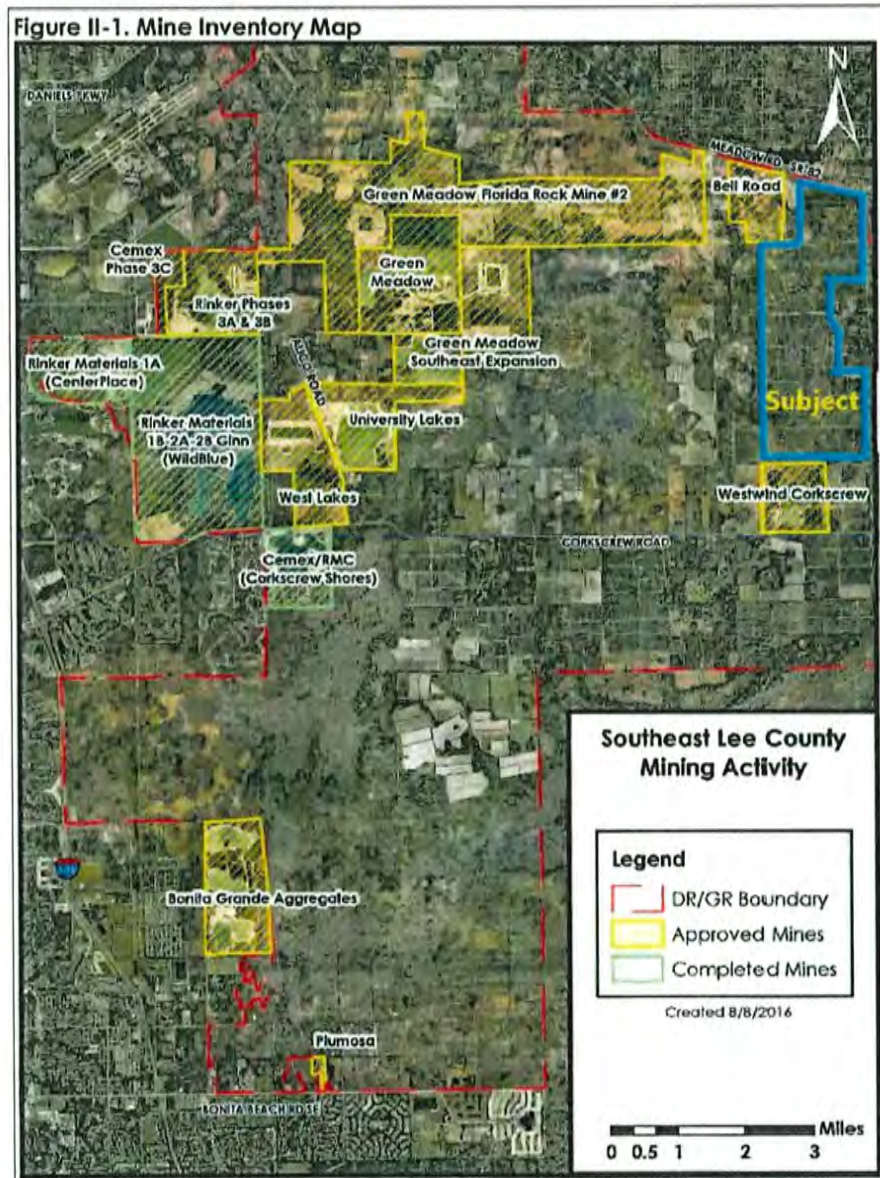 Figure II-1. Mine Inventory Map
N
DANIELS PKWY
MEADOW RD - SR 82
Bell Road
Green Meadow Florida Rock Mine #2
Cemex
Phase 3C
Green
Meadow
Rinker Phases
3A & 3B
Green Meadow
Southeast Expansion
Rinker Materials 1A
(CenterPlace)
ALICO ROAD
Subject
Rinker Materials
1B-2A-2B Ginn
(WildBlue)
University Lakes
West Lakes
Westwind Corkscrew
CORKSCREW ROAD
Cemex/RMC
(Corkscrew Shores)
Southeast Lee County
Mining Activity
Legend
DR/GR Boundary
Approved Mines
Completed Mines
Created 8/8/2016
Bonita Grande Aggregates
Plumosa
BONITA BEACH RD SE
Miles
0 0.5 1 2 3